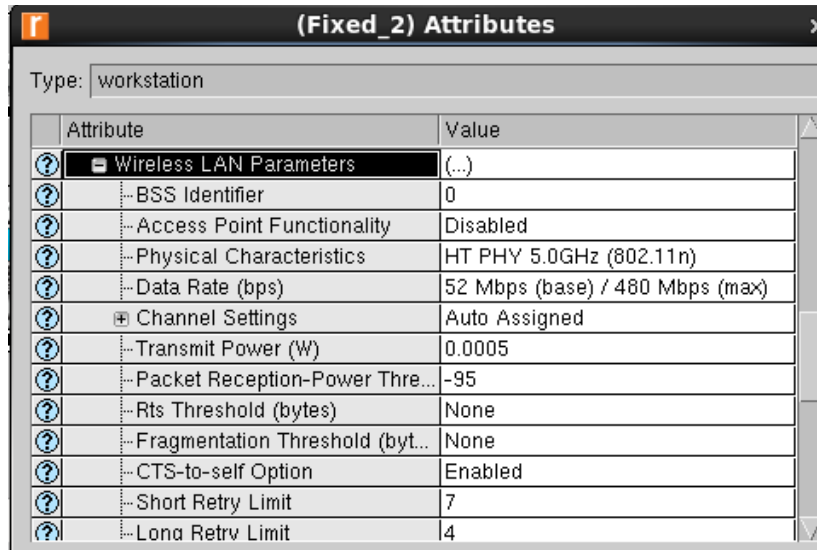 (Fixed_2) Attributes
Type: workstation
Attribute Value
Wireless LAN Parameters (...)
BSS Identifier 0
Access Point Functionality Disabled
Physical Characteristics HT PHY 5.0GHz (802.11n)
Data Rate (bps) 52 Mbps (base) / 480 Mbps (max)
Channel Settings Auto Assigned
Transmit Power (W) 0.0005
Packet Reception-Power Thre... -95
Rts Threshold (bytes) None
Fragmentation Threshold (byt... None
CTS-to-self Option Enabled
Short Retry Limit 7
Long Retry Limit 4